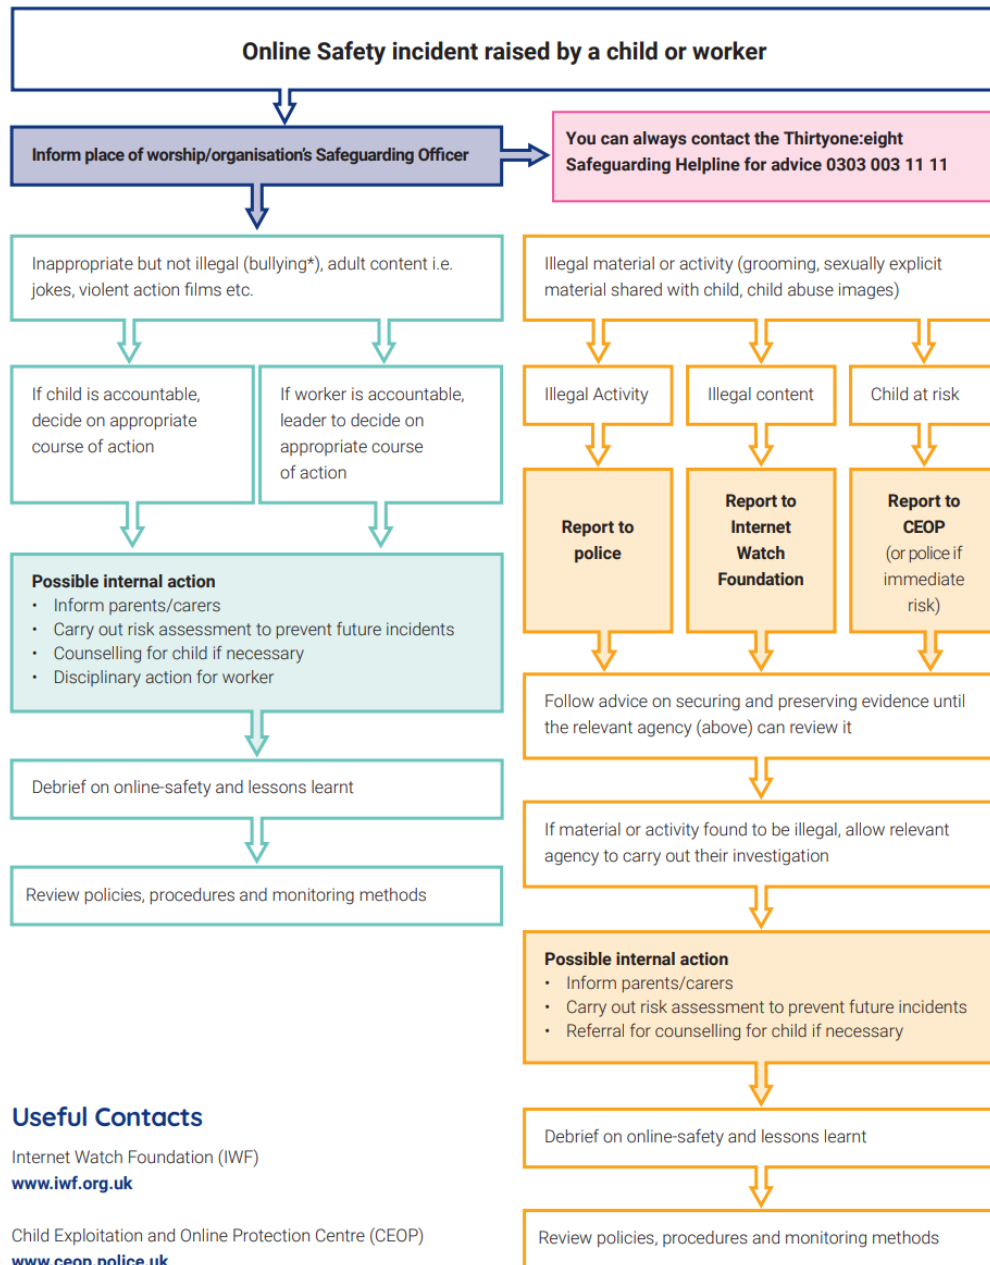 Online Safety incident raised by a child or worker
Inform place of worship/organisation's Safeguarding Officer
You can always contact the Thirtyone:eight
Safeguarding Helpline for advice 0303 003 11 11
Inappropriate but not illegal (bullying*), adult content i.e.
jokes, violent action films etc.
If child is accountable,
decide on appropriate
course of action
If worker is accountable,
leader to decide on
appropriate course
of action
Possible internal action
• Inform parents/carers
• Carry out risk assessment to prevent future incidents
• Counselling for child if necessary
• Disciplinary action for worker
Debrief on online-safety and lessons learnt
Review policies, procedures and monitoring methods
Illegal material or activity (grooming, sexually explicit
material shared with child, child abuse images)
Illegal Activity
Illegal content
Child at risk
Report to
police
Report to
Internet
Watch
Foundation
Report to
CEOP
(or police if
immediate
risk)
Follow advice on securing and preserving evidence until
the relevant agency (above) can review it
If material or activity found to be illegal, allow relevant
agency to carry out their investigation
Possible internal action
• Inform parents/carers
• Carry out risk assessment to prevent future incidents
• Referral for counselling for child if necessary
Debrief on online-safety and lessons learnt
Review policies, procedures and monitoring methods
Useful Contacts
Internet Watch Foundation (IWF)
www.iwf.org.uk
Child Exploitation and Online Protection Centre (CEOP)
www.ceop.police.uk